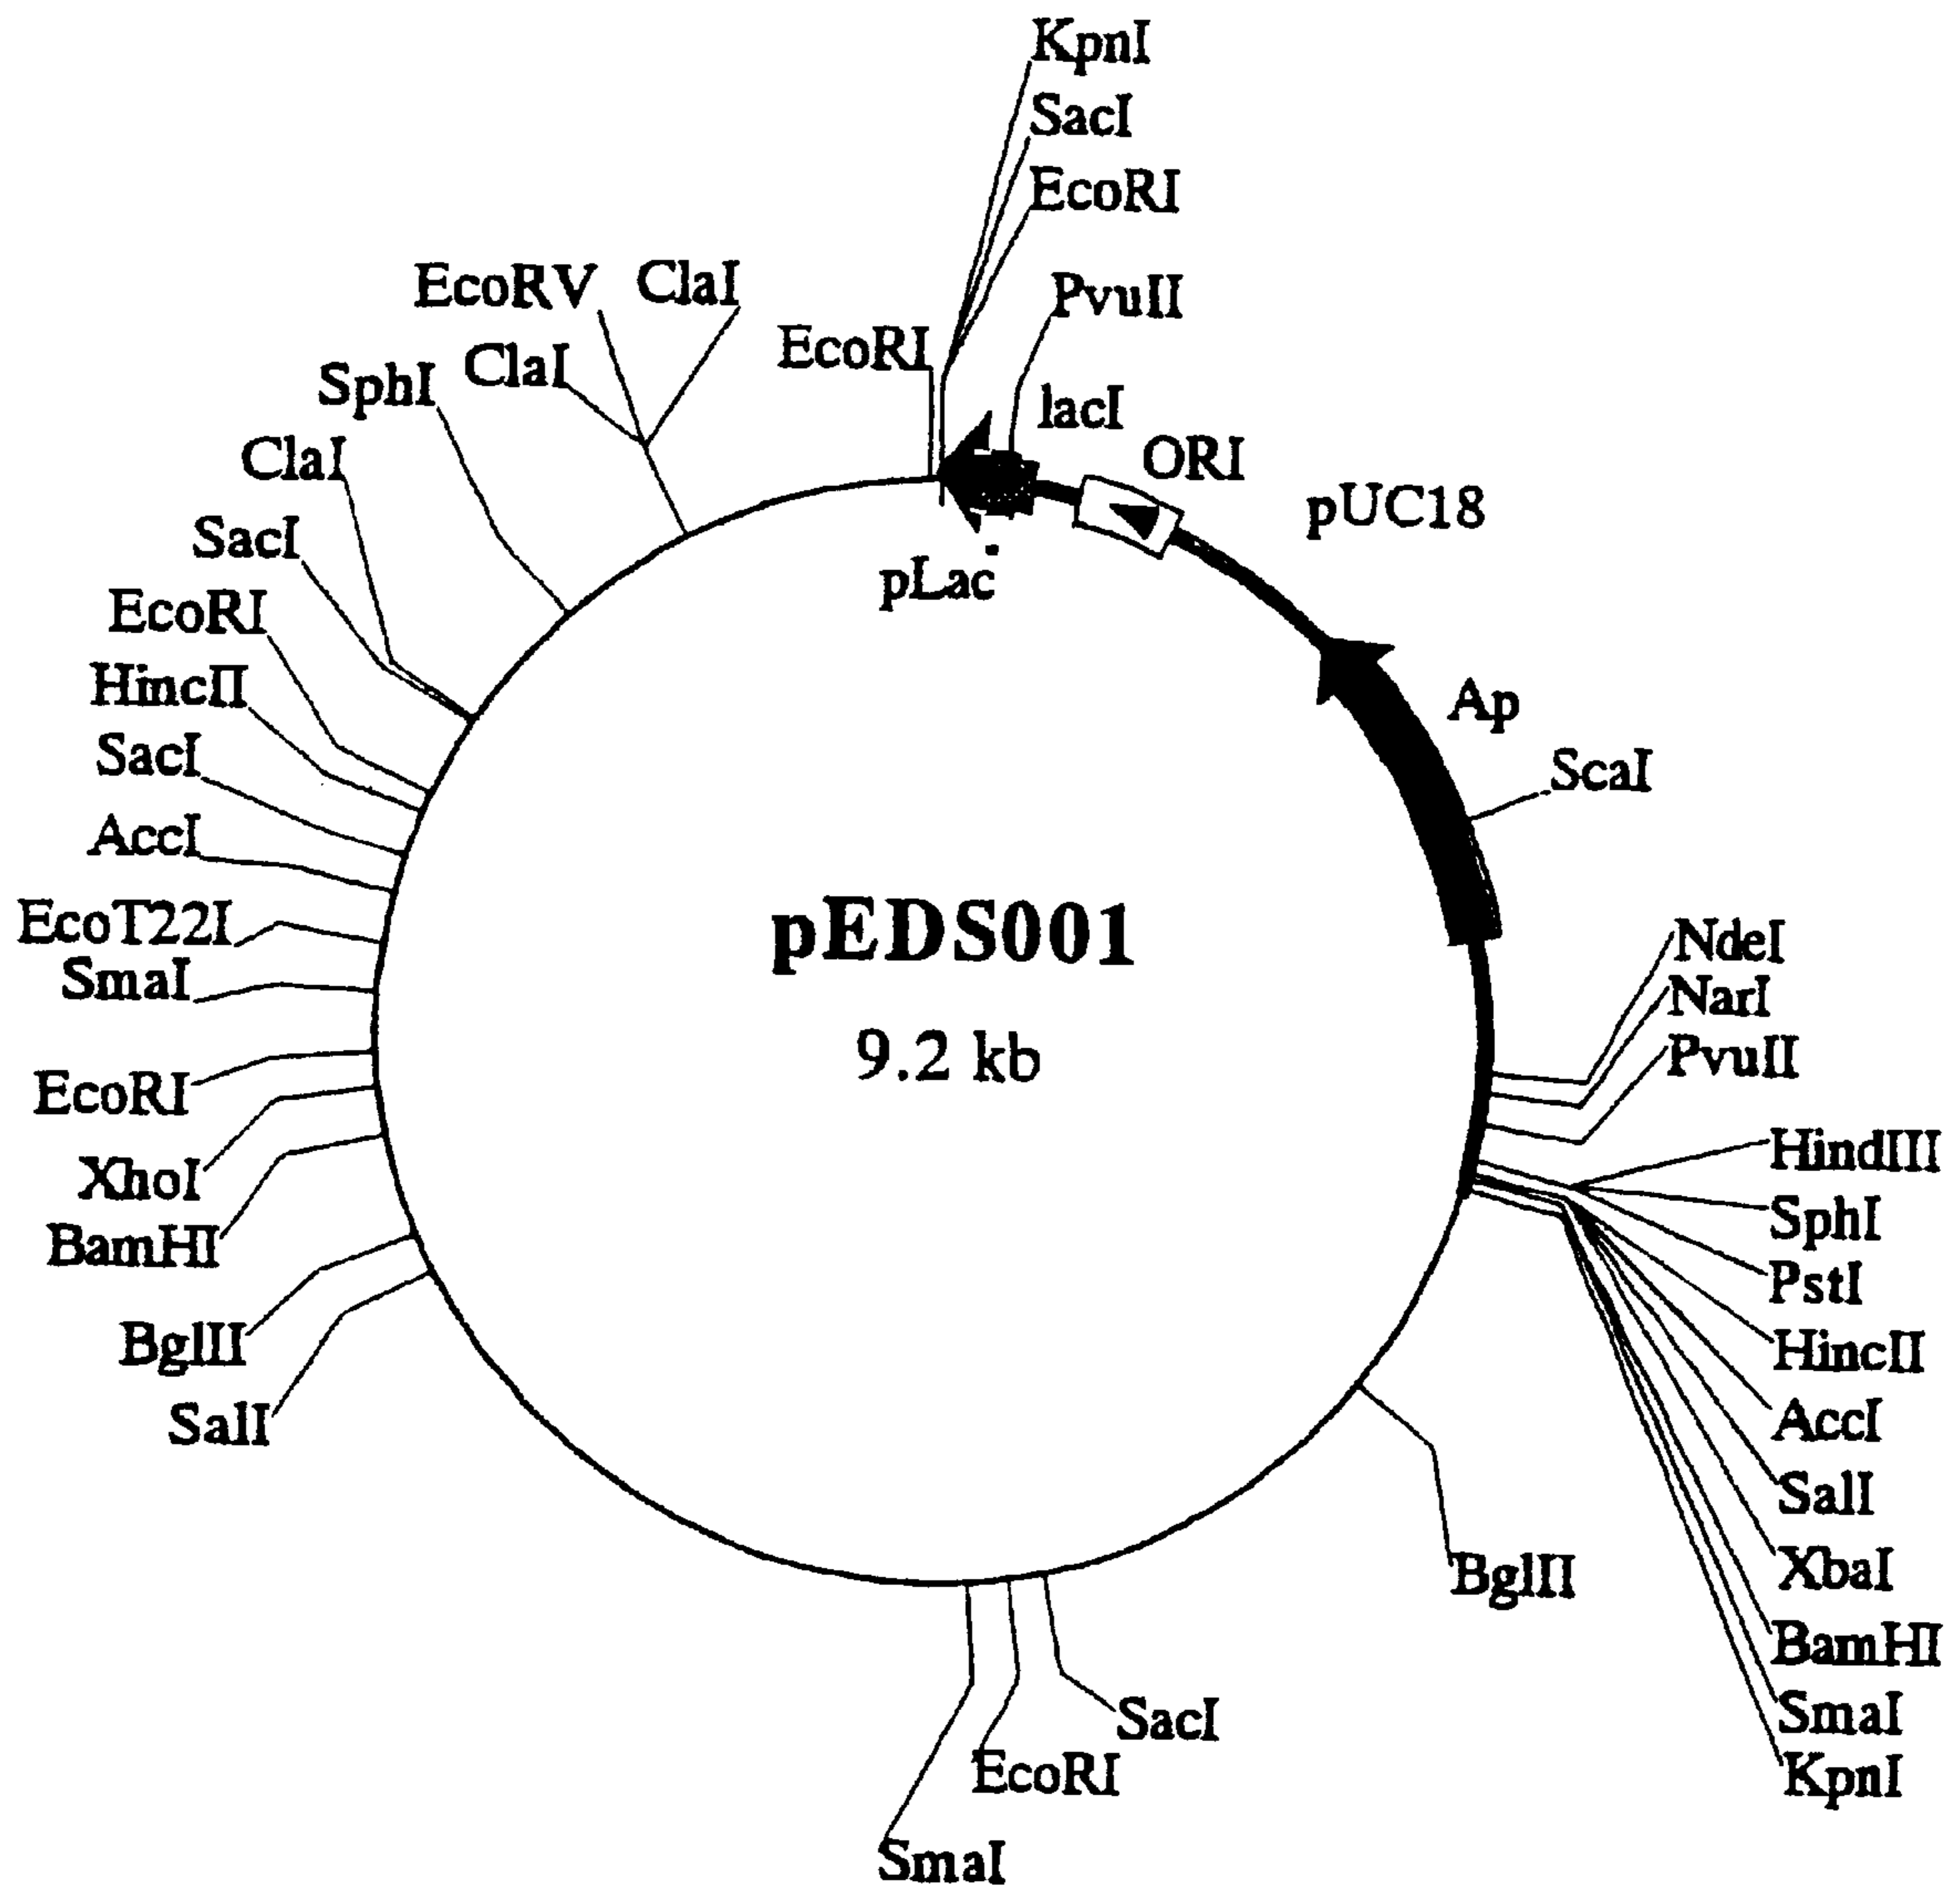 KpnI
SacI
EcoRI
PvuII
lacI
ORI
pUC18
Ap
ScaI
NdeI
NarI
PvuII
HindIII
SphI
PstI
HincII
AccI
SalI
XbaI
BamHI
SmaI
KpnI
BglII
SacI
EcoRI
SmaI
SalI
BglII
BamHI
XhoI
EcoRI
SmaI
EcoT22I
AccI
SacI
HincII
EcoRI
SacI
ClaI
SphI
ClaI
EcoRV
ClaI
EcoRI
pLac
pEDS001
9.2 kb